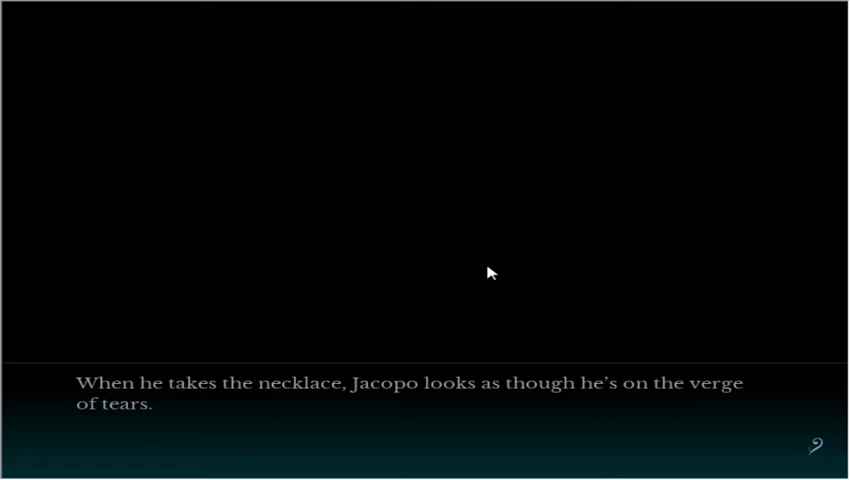 When he takes the necklace, Jacopo looks as though he’s on the verge
of tears.